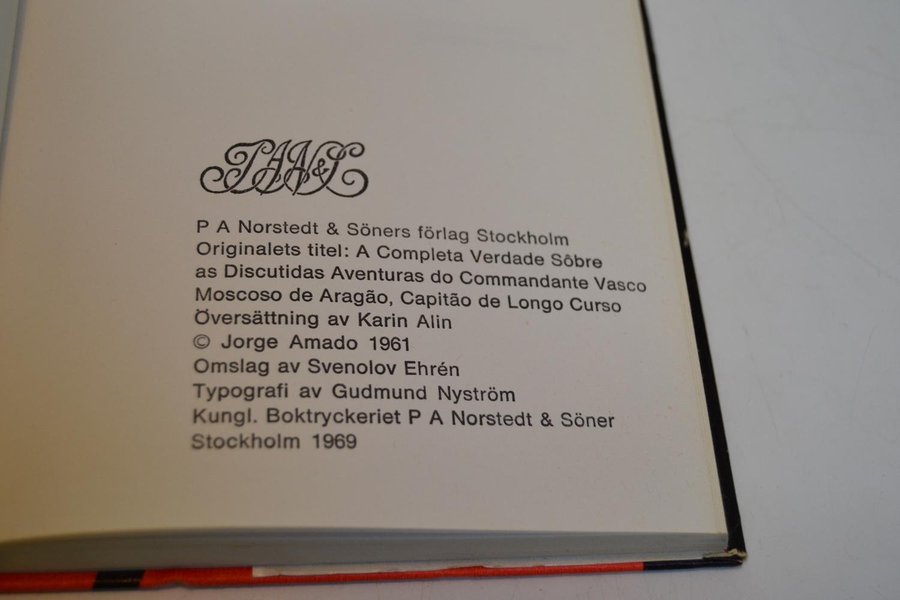 P A N & S
P A Norstedt & Söners förlag Stockholm
Originalets titel: A Completa Verdade Sôbre
as Discutidas Aventuras do Commandante Vasco
Moscoso de Aragão, Capitão de Longo Curso
Översättning av Karin Alin
© Jorge Amado 1961
Omslag av Svenolov Ehrén
Typografi av Gudmund Nyström
Kungl. Boktryckeriet P A Norstedt & Söner
Stockholm 1969